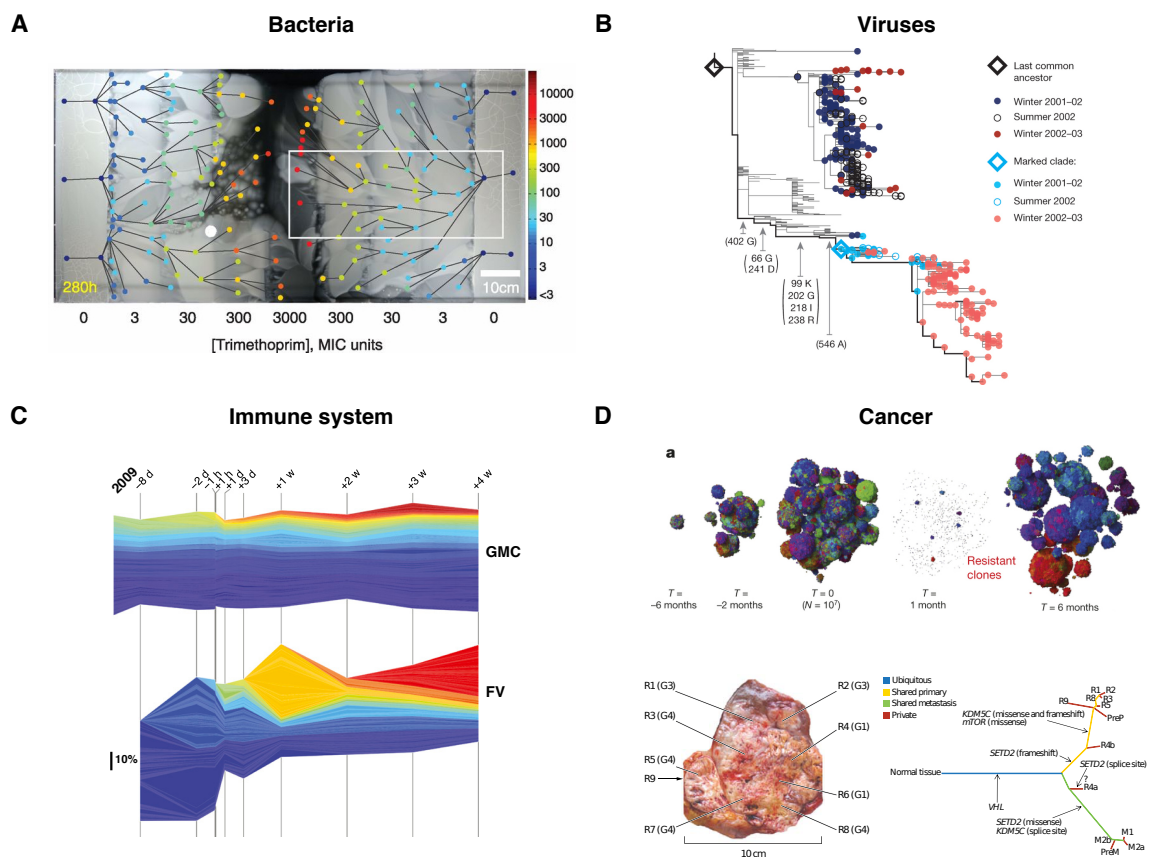 A
Bacteria
10000
3000
1000
300
100
30
10
3
<3
280h
10cm
0 3 30 300 3000 300 30 3 0
[Trimethoprim], MIC units
B
Viruses
Last common
ancestor
Winter 2001–02
Summer 2002
Winter 2002–03
Marked clade:
Winter 2001–02
Summer 2002
Winter 2002–03
(402 G)
66 G
241 D
99 K
202 G
218 I
238 R
(546 A)
C
Immune system
2009
–8 d
–2 d
–1 h
+1 h
+1 d
+3 d
+1 w
+2 w
+3 w
+4 w
GMC
FV
10%
D
Cancer
a
Resistant
clones
T =
–6 months
T =
–2 months
T = 0
(N = 10⁷)
T =
1 month
T = 6 months
R1 (G3)
R3 (G4)
R5 (G4)
R9
R7 (G4)
R2 (G3)
R4 (G1)
R6 (G1)
R8 (G4)
10 cm
Ubiquitous
Shared primary
Shared metastasis
Private
R1
R2
R8
R3
R9
R5
PreP
KDM5C (missense and frameshift)
mTOR (missense)
R4b
SETD2 (frameshift)
SETD2 (splice site)
Normal tissue
R4a
VHL
SETD2 (missense)
KDM5C (splice site)
M1
M2b
M2a
PreM